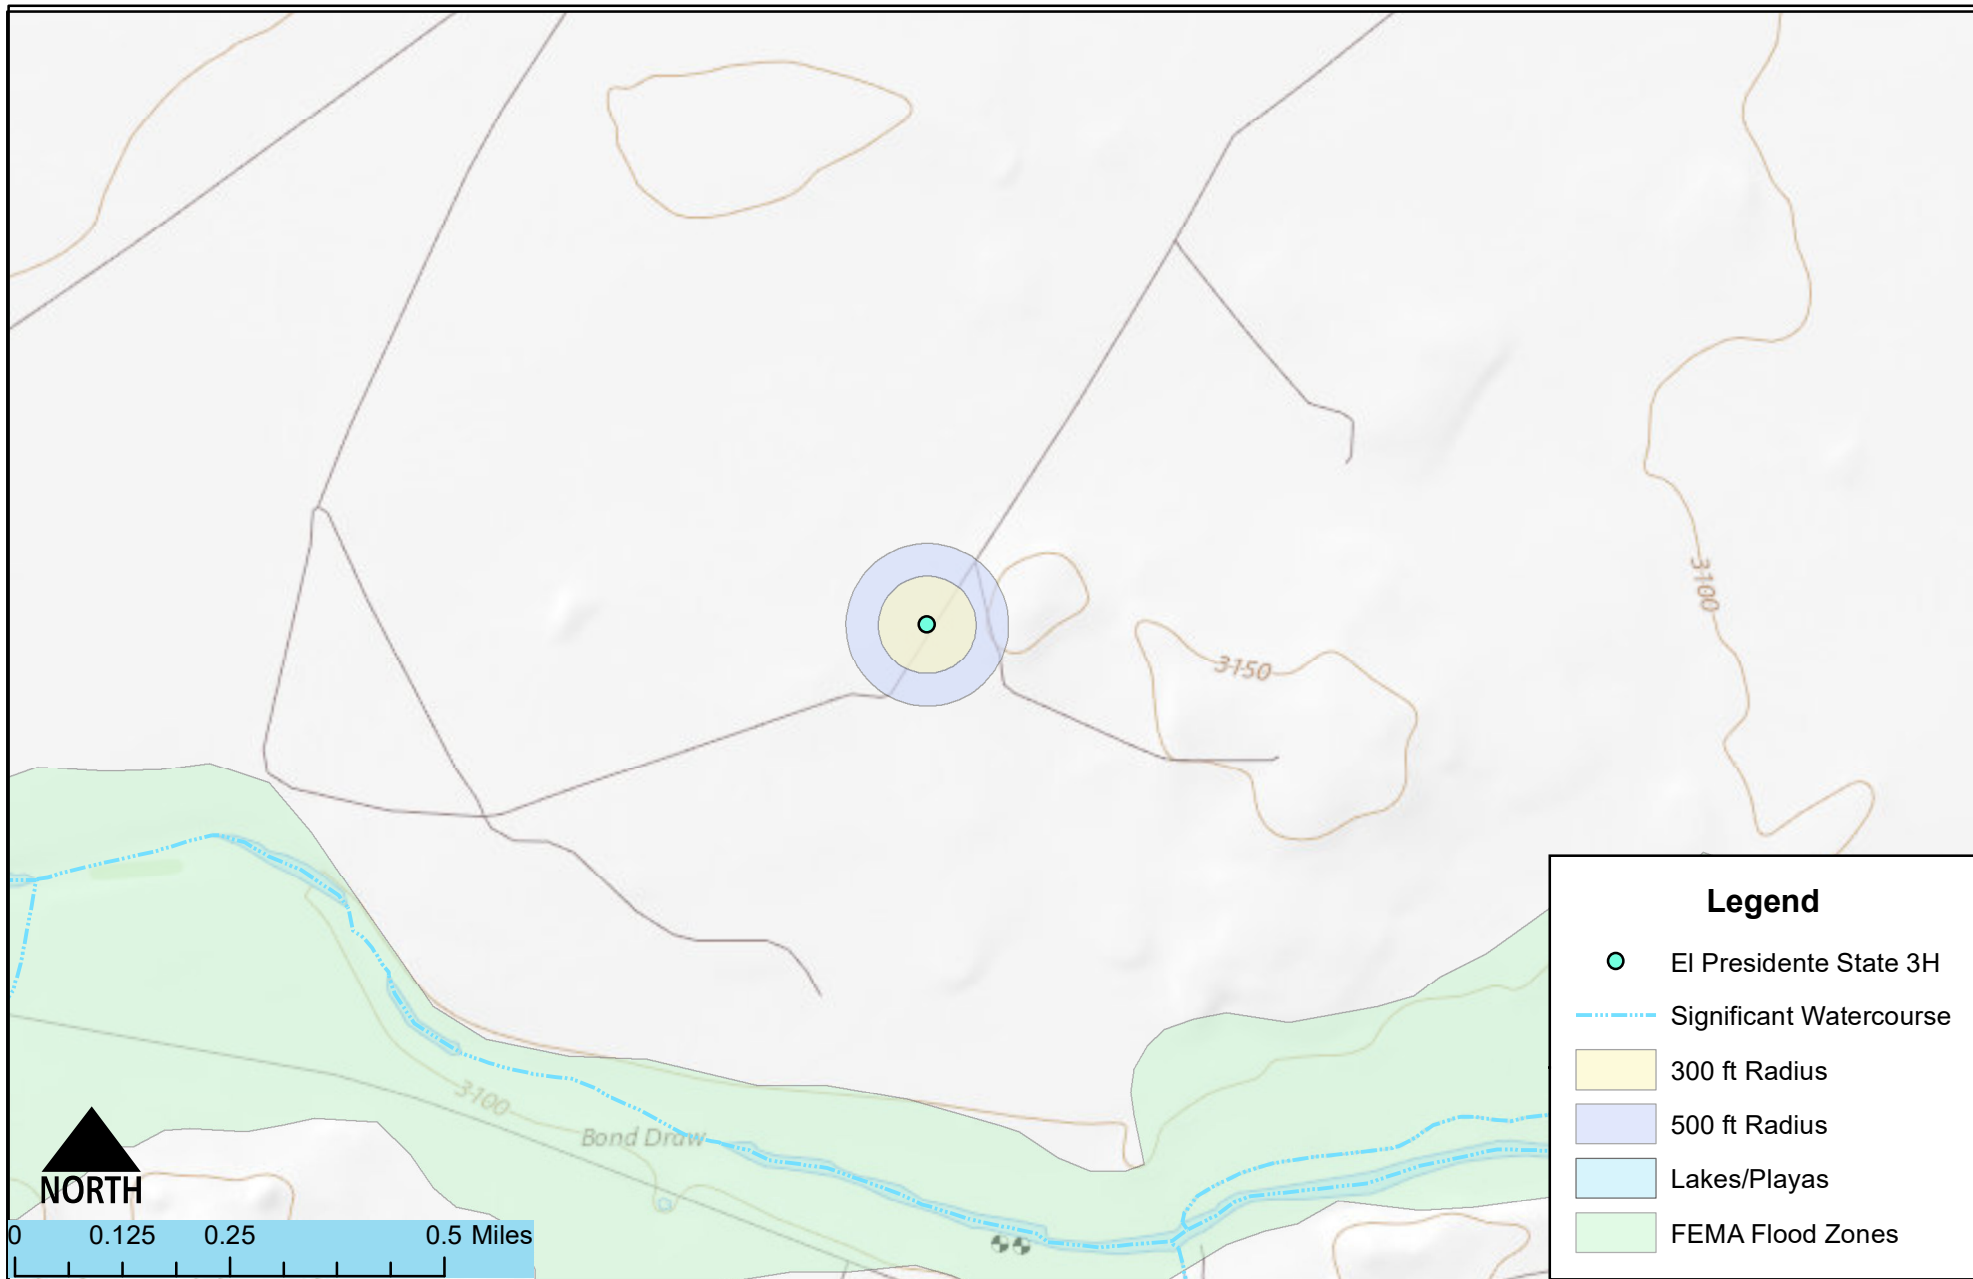 3100
3150
3100
Bond Draw
NORTH
0 0.125 0.25 0.5 Miles
Legend
El Presidente State 3H
Significant Watercourse
300 ft Radius
500 ft Radius
Lakes/Playas
FEMA Flood Zones